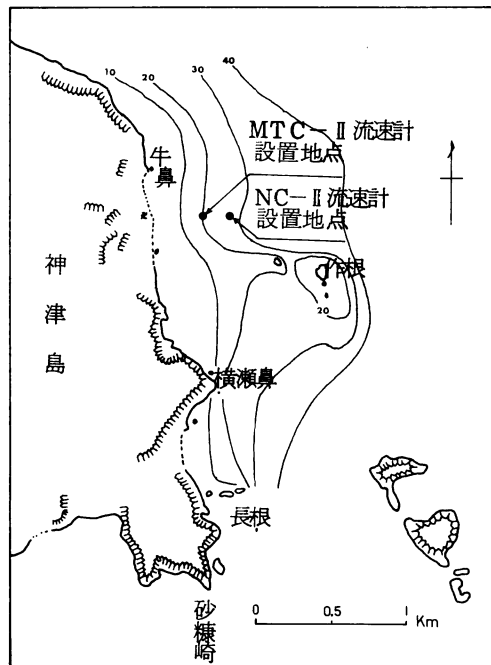 10
20
30
40
MTC-Ⅱ流速計
設置地点
NC-Ⅱ流速計
設置地点
牛鼻
作根
20
神津島
横瀬鼻
長根
砂糠崎
0 0.5 1 Km